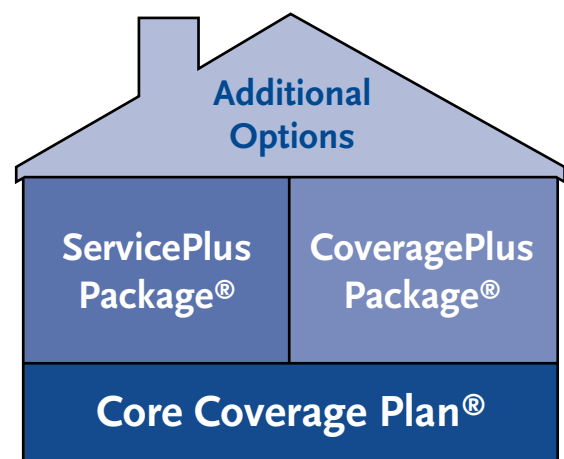 Additional
Options
ServicePlus
Package®
CoveragePlus
Package®
Core Coverage Plan®